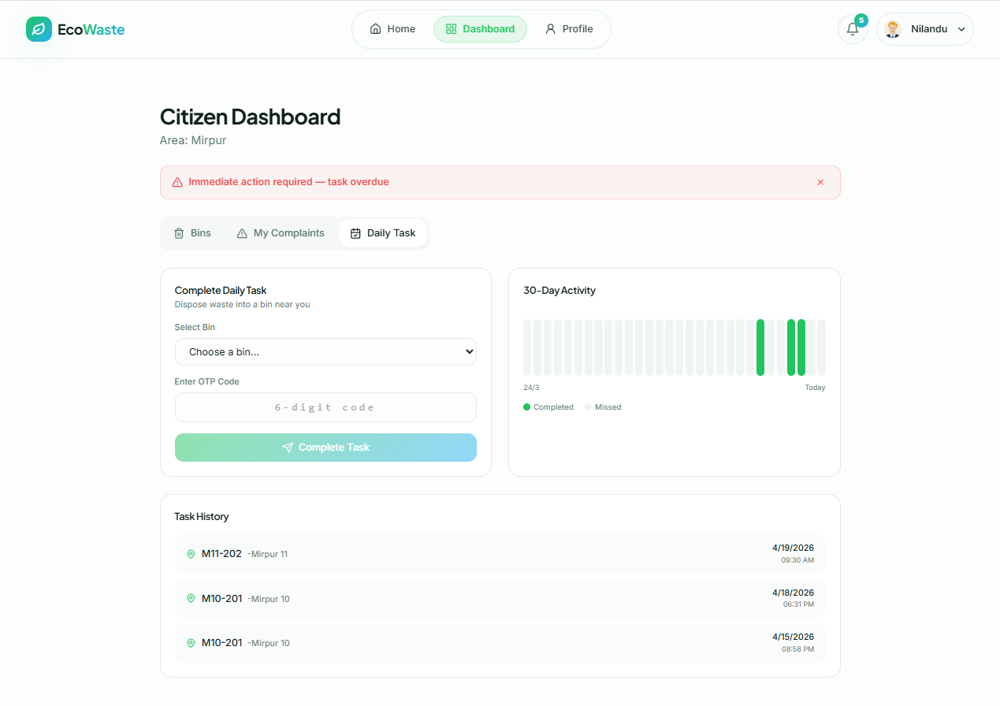 EcoWaste
Home
Dashboard
Profile
5
Nilandu
Citizen Dashboard
Area: Mirpur
Immediate action required — task overdue
Bins
My Complaints
Daily Task
Complete Daily Task
Dispose waste into a bin near you
Select Bin
Choose a bin...
Enter OTP Code
6-digit code
Complete Task
30-Day Activity
24/3
Today
Completed
Missed
Task History
M11-202 -Mirpur 11
4/19/2026
09:30 AM
M10-201 -Mirpur 10
4/18/2026
06:31 PM
M10-201 -Mirpur 10
4/15/2026
08:58 PM